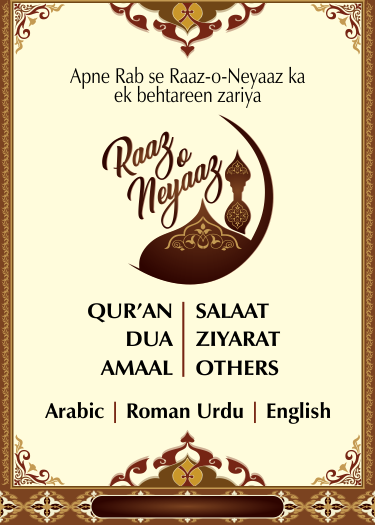 Apne Rab se Raaz-o-Neyaaz ka
ek behtareen zariya
Raaz
o
Neyaaz
QUR'AN | SALAAT
DUA | ZIYARAT
AMAAL | OTHERS
Arabic | Roman Urdu | English